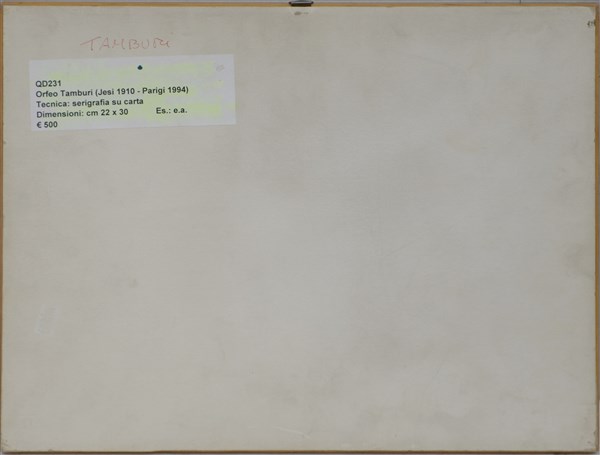 TAMBURI
QD231
Orfeo Tamburi (Jesi 1910 - Parigi 1994)
Tecnica: serigrafia su carta
Dimensioni: cm 22 x 30 Es.: e.a.
€ 500